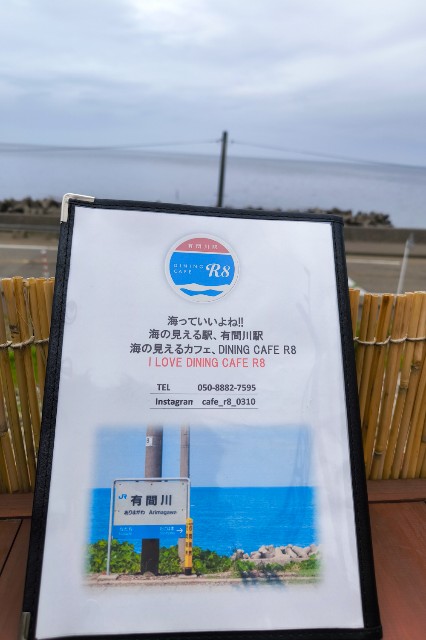 有間川駅
DINING
CAFE R8
海っていいよね!!
海の見える駅、有間川駅
海の見えるカフェ、DINING CAFE R8
I LOVE DINING CAFE R8
TEL 050-8882-7595
Instagran cafe_r8_0310
JR 有間川
ありまがわ Arimagawa